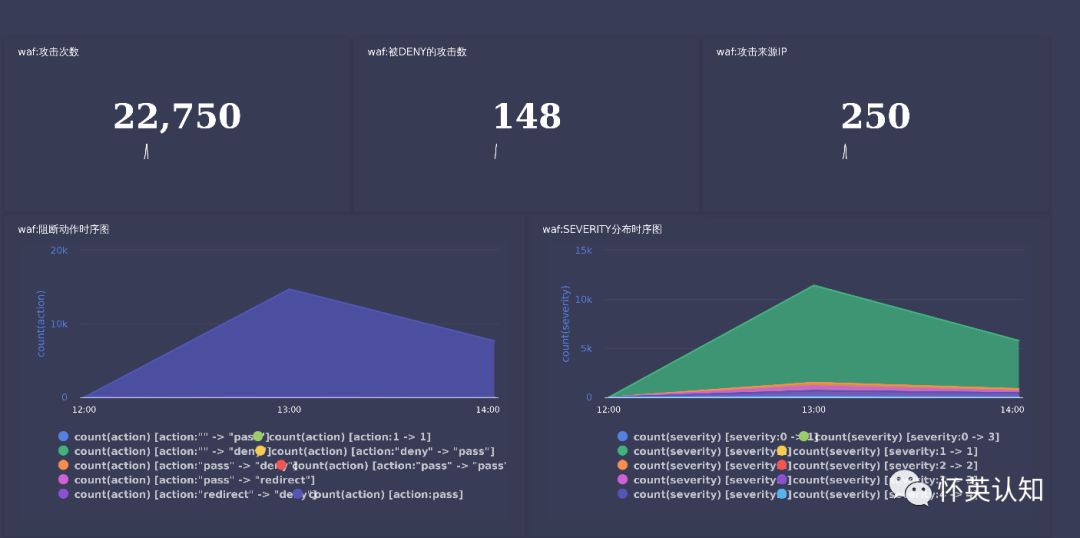 waf:攻击次数
waf:被DENY的攻击数
waf:攻击来源IP
22,750
148
250
waf:阻断动作时序图
20k
10k
0
count(action)
12:00
13:00
14:00
count(action) [action:"" -> "pass"]
count(action) [action:1 -> 1]
count(action) [action:"" -> "deny"]
count(action) [action:"deny" -> "pass"]
count(action) [action:"pass" -> "deny"]
count(action) [action:"pass" -> "pass"
count(action) [action:"pass" -> "redirect"]
count(action) [action:"redirect" -> "deny"]
count(action) [action:pass]
waf:SEVERITY分布时序图
15k
10k
5k
0
count(severity)
12:00
13:00
14:00
count(severity) [severity:0 -> 1]
count(severity) [severity:0 -> 3]
count(severity) [severity:
count(severity) [severity:1 -> 1]
count(severity) [severity:
count(severity) [severity:2 -> 2]
count(severity) [severity:
count(severity) [severity:
count(severity) [severity:
count(severity)
怀英认知